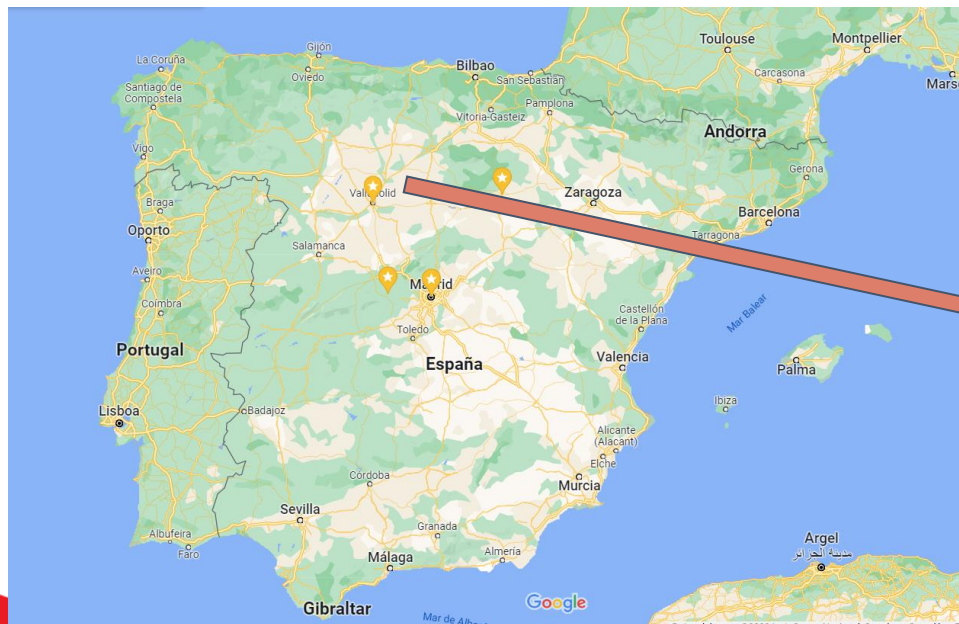 Gijón
La Coruña
Oviedo
Santiago de
Compostela
Bilbao
San Sebastián
Vitoria-Gasteiz
Pamplona
Toulouse
Montpellier
Carcasona
Andorra
Vigo
Gerona
Braga
Oporto
Zaragoza
Barcelona
Tarragona
Salamanca
Aveiro
Coímbra
Madrid
Toledo
Castellón
de la Plana
Mar Balear
Portugal
España
Valencia
Palma
Ibiza
Lisboa
Badajoz
Alicante
(Alacant)
Elche
Murcia
Córdoba
Sevilla
Granada
Albufeira
Faro
Málaga
Almería
Argel
مدينة الجزائر
Gibraltar
Google
Mar de